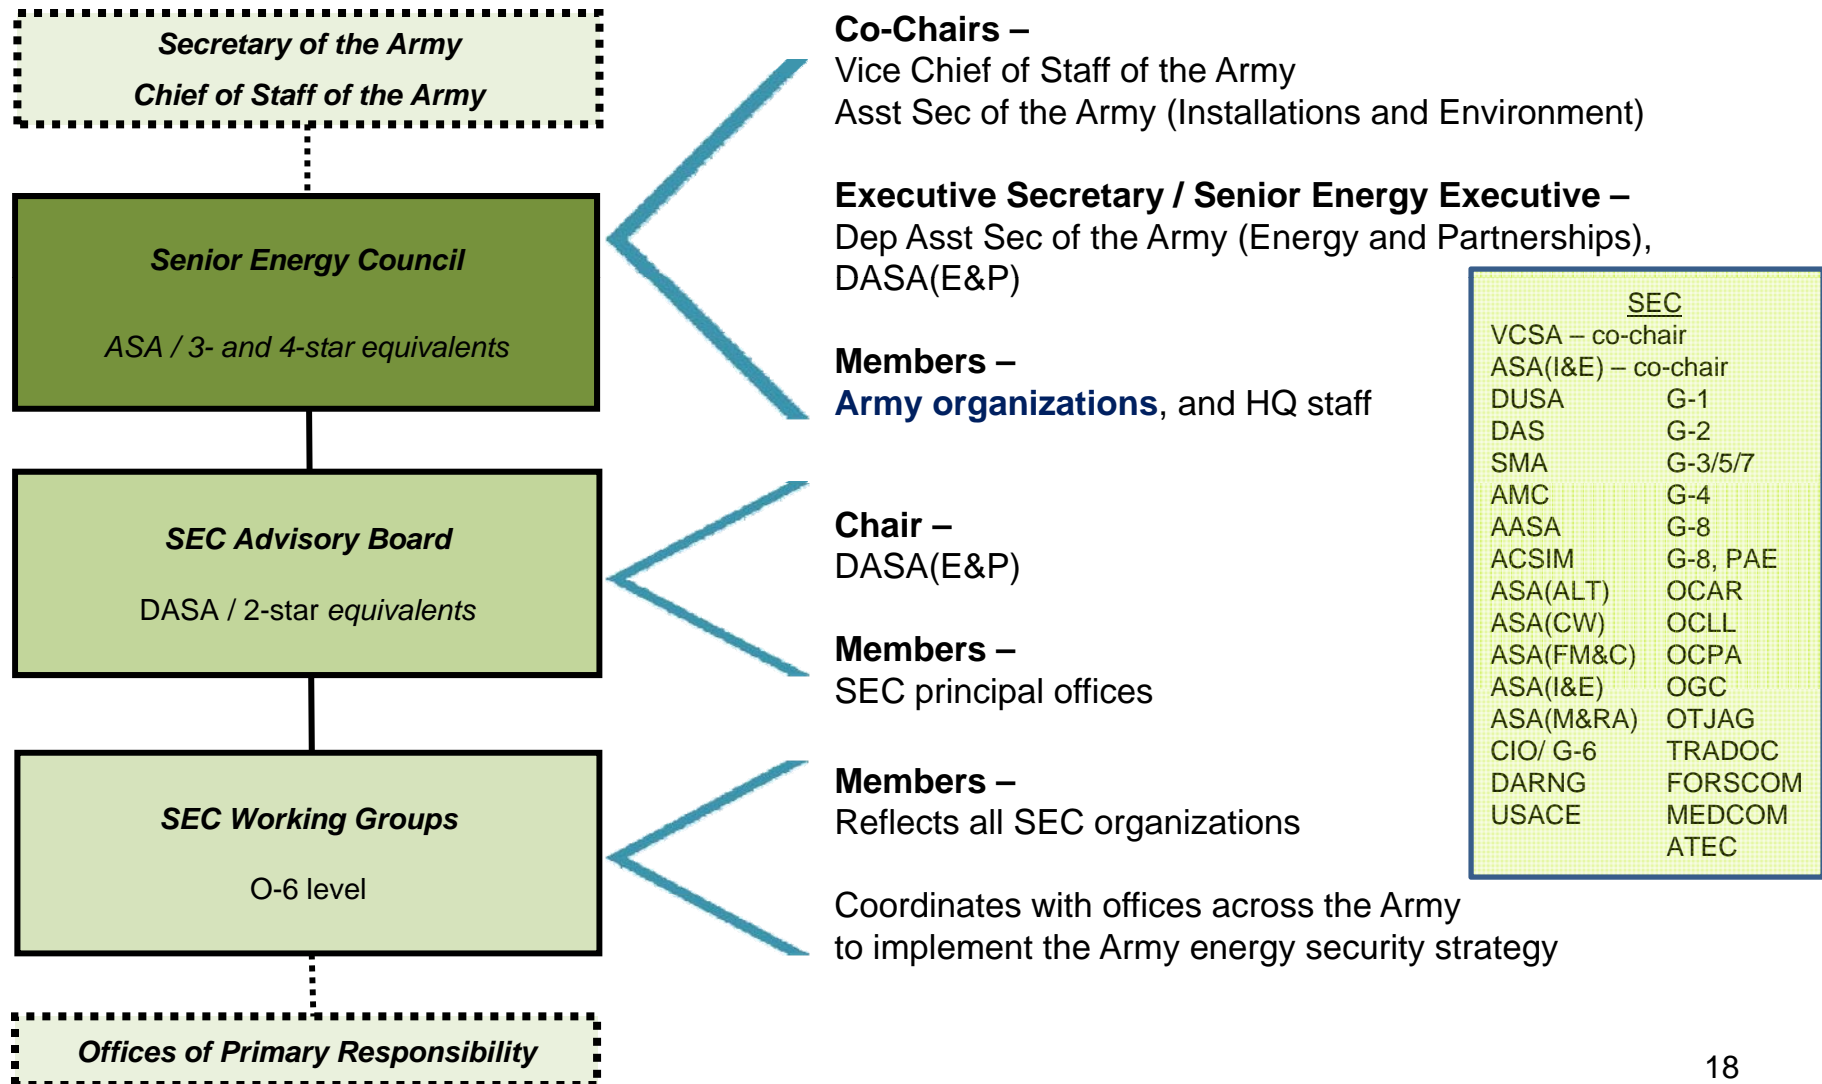 Secretary of the Army
Chief of Staff of the Army
Senior Energy Council
ASA / 3- and 4-star equivalents
SEC Advisory Board
DASA / 2-star equivalents
SEC Working Groups
O-6 level
Offices of Primary Responsibility
Co-Chairs –
Vice Chief of Staff of the Army
Asst Sec of the Army (Installations and Environment)
Executive Secretary / Senior Energy Executive –
Dep Asst Sec of the Army (Energy and Partnerships),
DASA(E&P)
Members –
Army organizations, and HQ staff
Chair –
DASA(E&P)
Members –
SEC principal offices
Members –
Reflects all SEC organizations
Coordinates with offices across the Army
to implement the Army energy security strategy
SEC
VCSA – co-chair
ASA(I&E) – co-chair
DUSA G-1
DAS G-2
SMA G-3/5/7
AMC G-4
AASA G-8
ACSIM G-8, PAE
ASA(ALT) OCAR
ASA(CW) OCLL
ASA(FM&C) OCPA
ASA(I&E) OGC
ASA(M&RA) OTJAG
CIO/ G-6 TRADOC
DARNG FORSCOM
USACE MEDCOM
ATEC
18